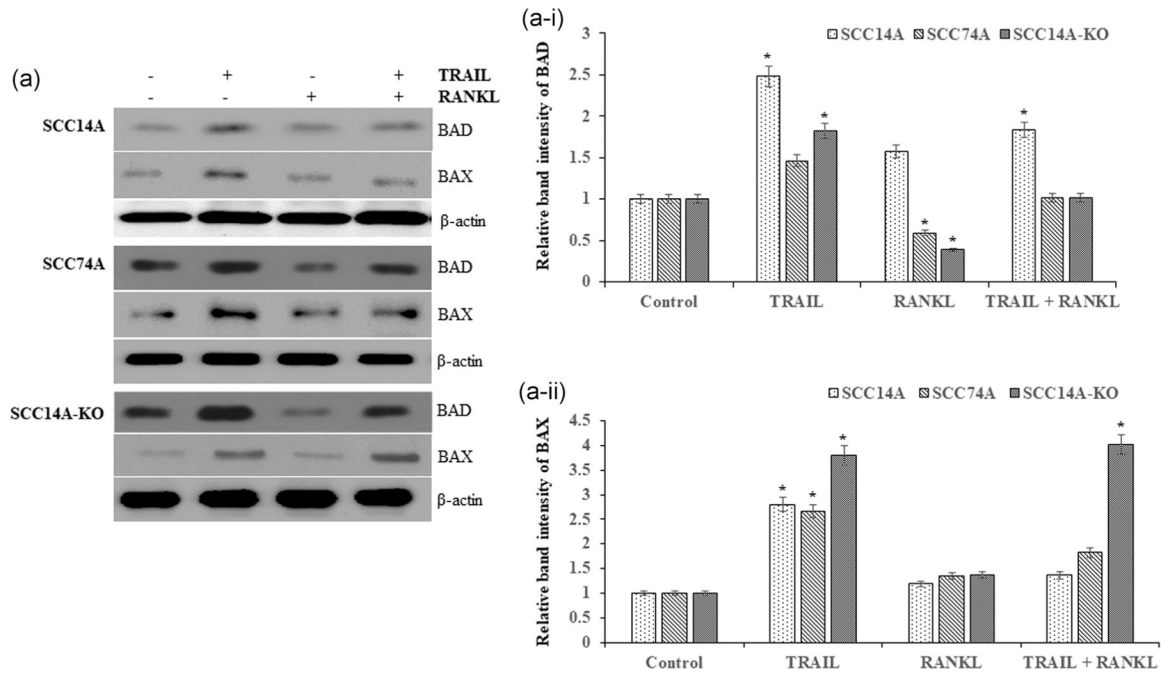 (a)
- + - + TRAIL
- - + + RANKL
SCC14A
BAD
BAX
β-actin
SCC74A
BAD
BAX
β-actin
SCC14A-KO
BAD
BAX
β-actin
(a-i)
SCC14A SCC74A SCC14A-KO
Relative band intensity of BAD
3
2.5
2
1.5
1
0.5
0
* * * * *
Control TRAIL RANKL TRAIL + RANKL
(a-ii)
SCC14A SCC74A SCC14A-KO
Relative band intensity of BAX
4.5
4
3.5
3
2.5
2
1.5
1
0.5
0
* * * *
Control TRAIL RANKL TRAIL + RANKL